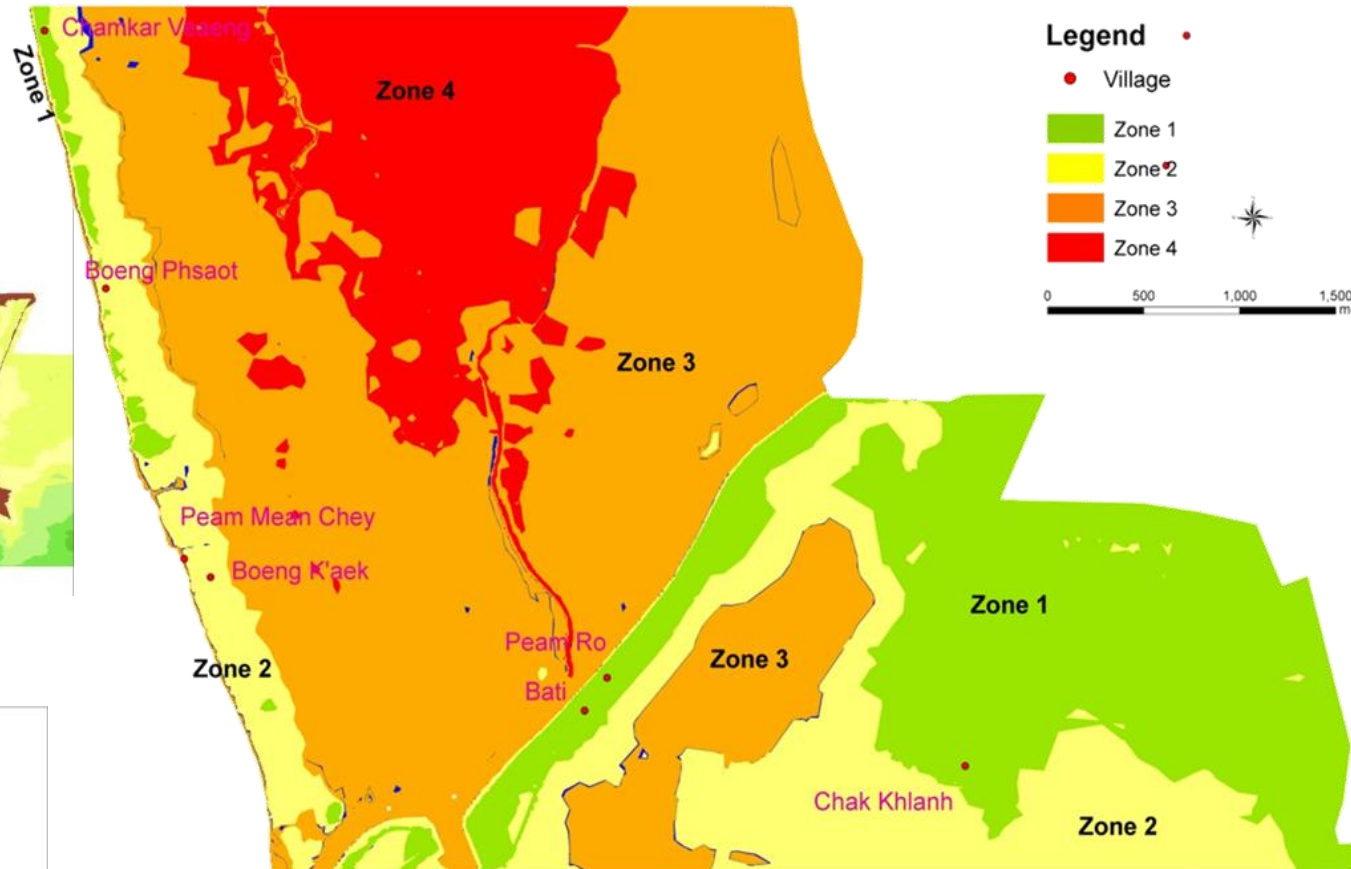 Chamkar Veaeng
Zone 1
Zone 4
Legend
Village
Zone 1
Zone 2
Zone 3
Zone 4
0 500 1,000 1,500
m
Boeng Phsaot
Zone 3
Peam Mean Chey
Boeng K'aek
Zone 1
Peam Ro
Zone 3
Zone 2
Bati
Chak Khlanh
Zone 2